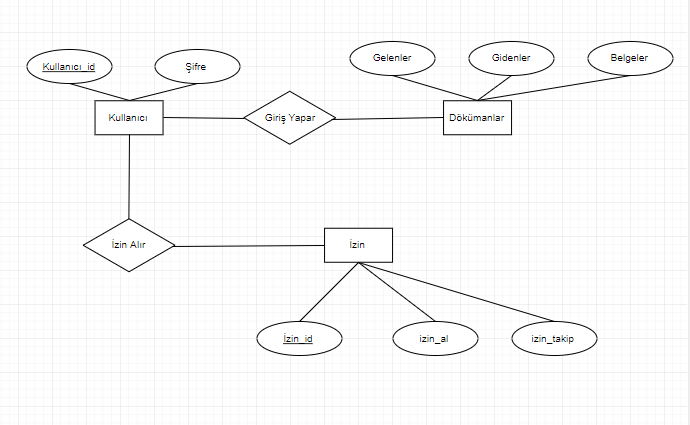 Gelenler
Gidenler
Belgeler
Kullanıcı_id
Şifre
Kullanıcı
Giriş Yapar
Dökümanlar
İzin Alır
İzin
İzin_id
izin_al
izin_takip